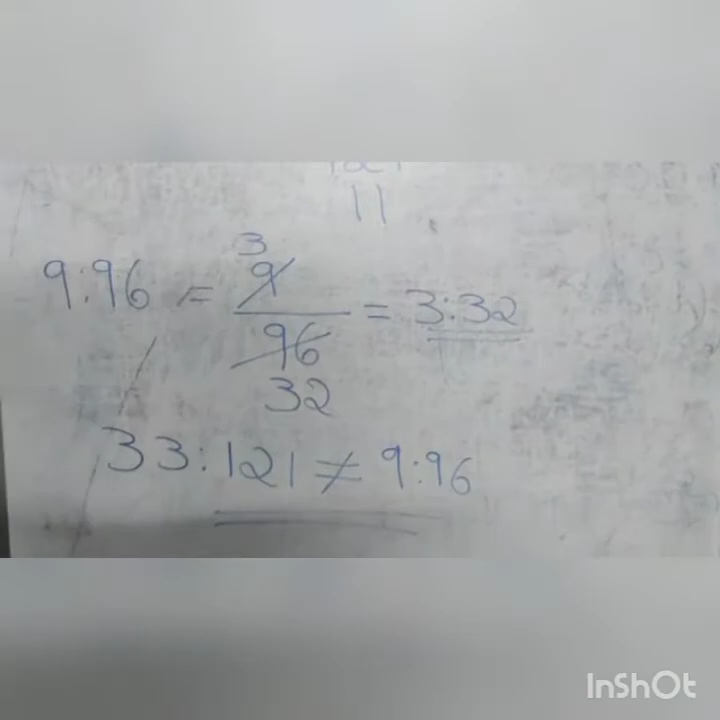 11
3
9:96 = 9/96 = 3:32
32
33:121 ≠ 9:96
InShOt